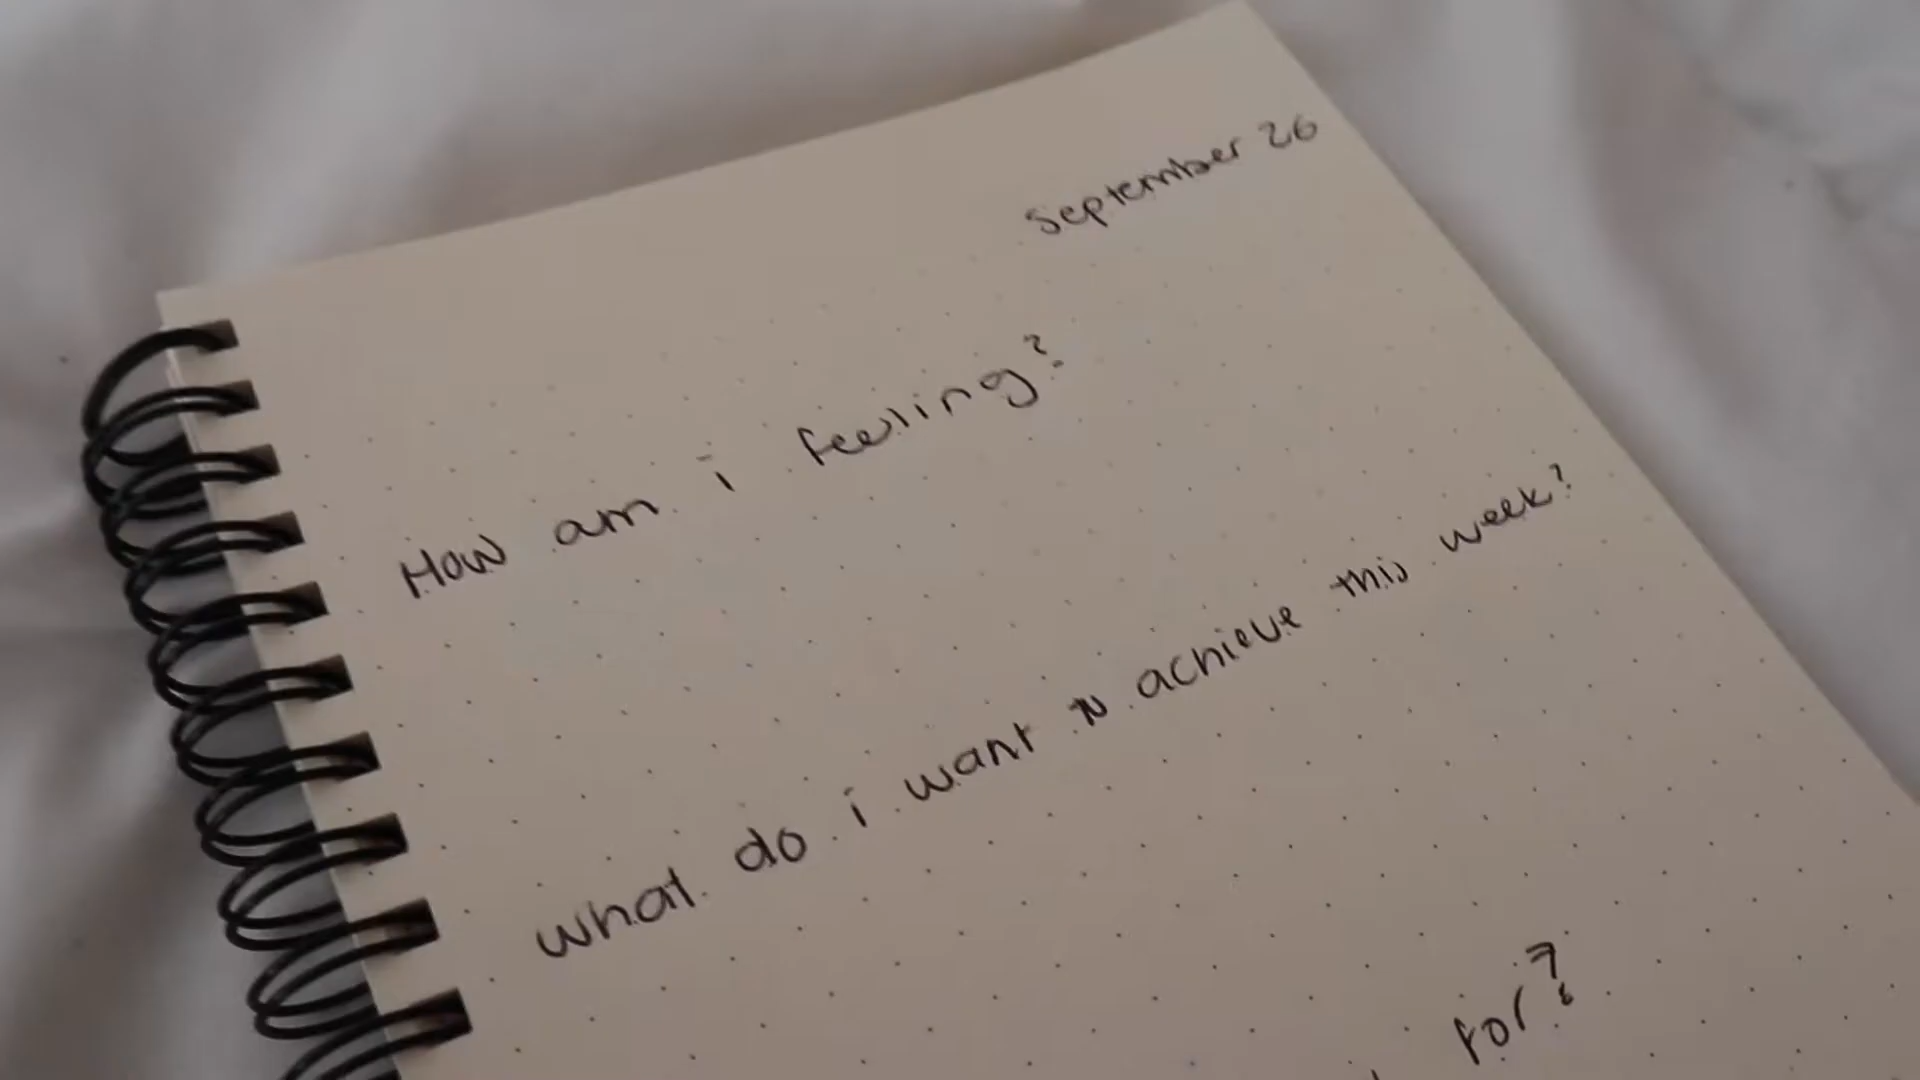 September 26
How am i feeling?
What do i want to achieve this week?
for?